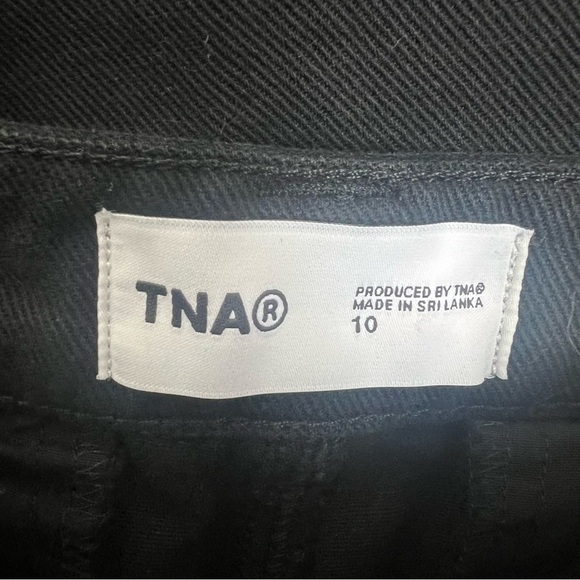 TNA®
PRODUCED BY TNA®
MADE IN SRI LANKA
10